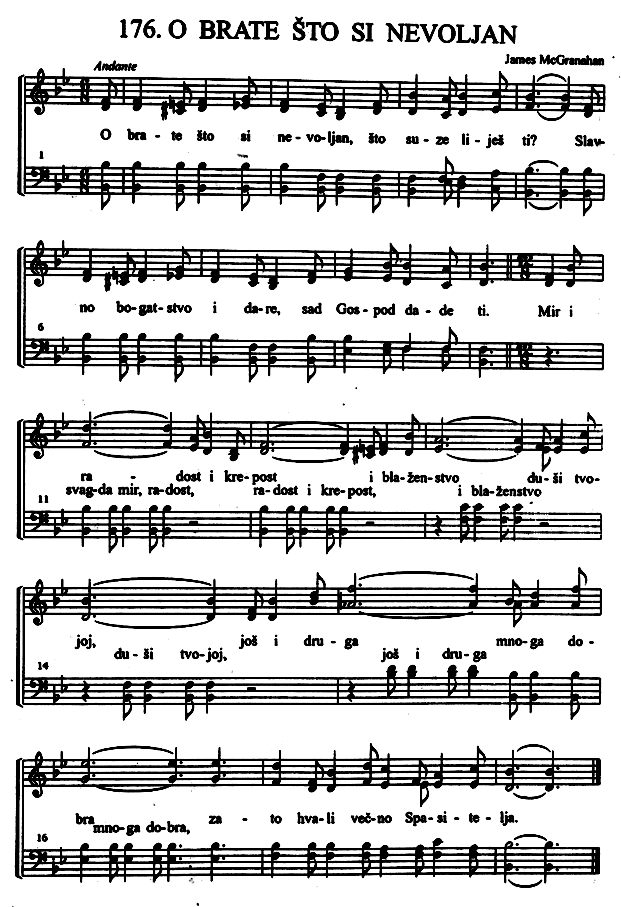 176. O BRATE ŠTO SI NEVOLJAN
James McGranahan
Andante
O bra - te što si ne - vo - ljan, što su - ze li - ješ ti? Slav-
1
no bo - gat - stvo i da - re, sad Gos - pod da - de ti. Mir i
6
ra - dost i kre - post i bla - žen - stvo du - ši tvo-
svag-da mir, ra-dost, ra-dost i kre-post, i bla-ženstvo
11
joj, još i dru - ga mno - ga do -
du - ši tvo-joj, još i dru - ga
14
bra za - to hva - li več - no Spa - si - te - lja.
mno-ga do-bra,
16